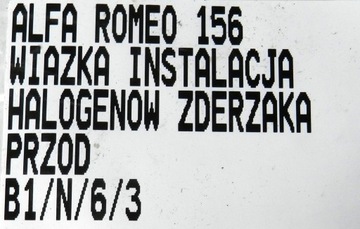 ALFA ROMEO 156
WIAZKA INSTALACJA
HALOGENOW ZDERZAKA
PRZOD
B1/N/6/3